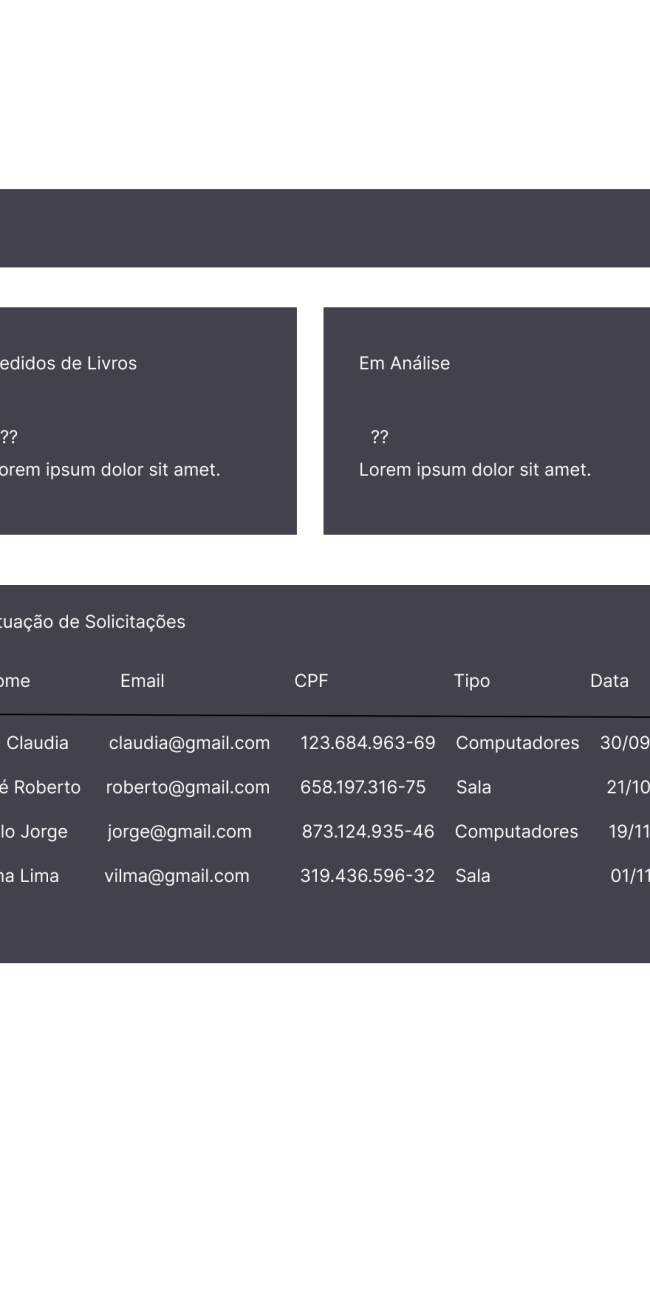 edidos de Livros
Em Análise
??
??
orem ipsum dolor sit amet.
Lorem ipsum dolor sit amet.
tuação de Solicitações
ome Email CPF Tipo Data
Claudia claudia@gmail.com 123.684.963-69 Computadores 30/09
é Roberto roberto@gmail.com 658.197.316-75 Sala 21/10
lo Jorge jorge@gmail.com 873.124.935-46 Computadores 19/11
na Lima vilma@gmail.com 319.436.596-32 Sala 01/11